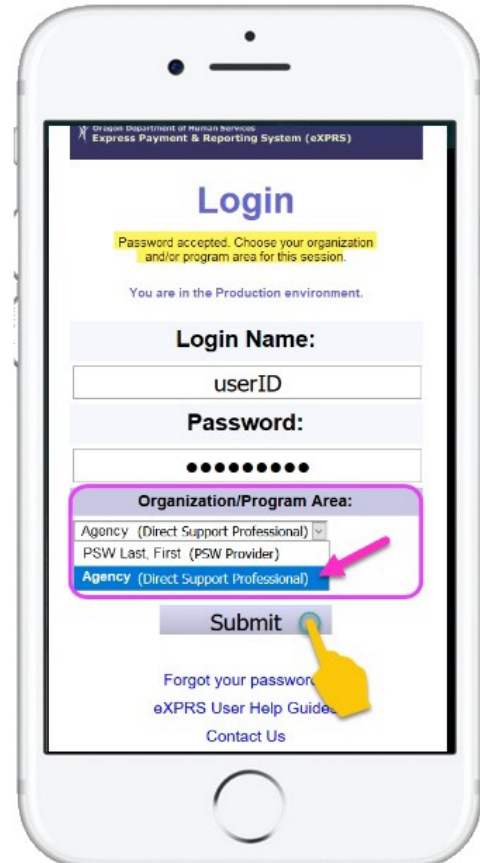 Oregon Department of Human Services
Express Payment & Reporting System (eXPRS)
Login
Password accepted. Choose your organization
and/or program area for this session.
You are in the Production environment.
Login Name:
userID
Password:
●●●●●●●●●
Organization/Program Area:
Agency (Direct Support Professional)
PSW Last, First (PSW Provider)
Agency (Direct Support Professional)
Submit
Forgot your passwor
eXPRS User Help Guides
Contact Us